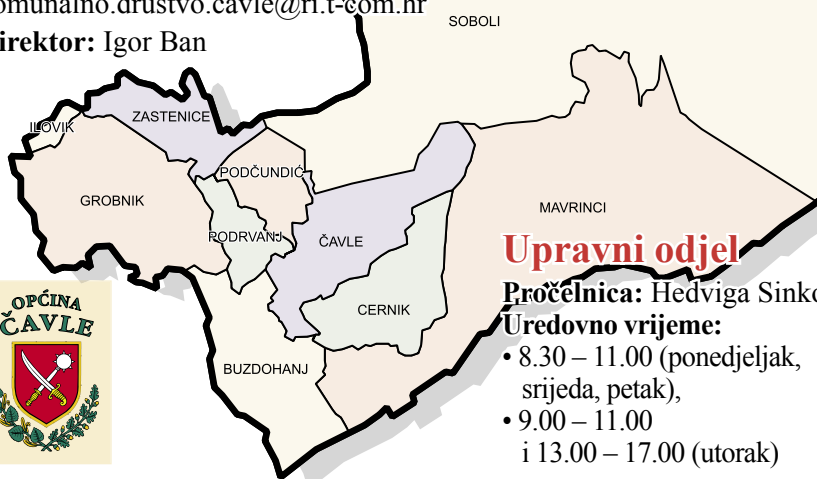 omunalno.drustvo.cavle@ri.t-com.hr
irektor: Igor Ban
SOBOLI
ZASTENICE
ILOVIK
PODČUNDIĆ
GROBNIK
MAVRINCI
PODRVANJ
ČAVLE
CERNIK
BUZDOHANJ
OPĆINA
ČAVLE
Upravni odjel
Pročelnica: Hedviga Sinko
Uredovno vrijeme:
• 8.30 – 11.00 (ponedjeljak,
srijeda, petak),
• 9.00 – 11.00
i 13.00 – 17.00 (utorak)